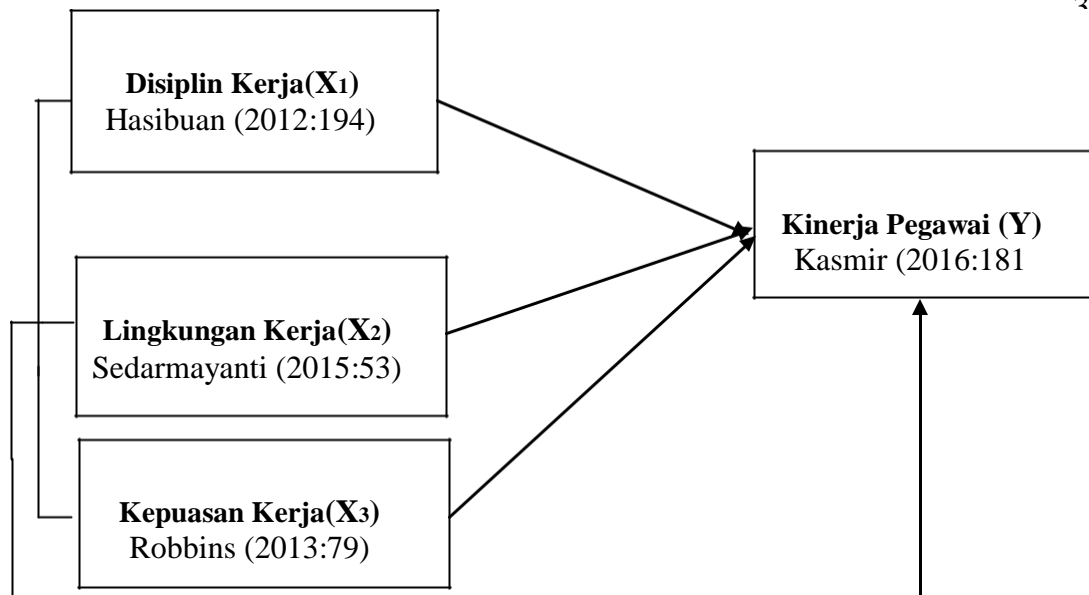 Disiplin Kerja(X1)
Hasibuan (2012:194)
Kinerja Pegawai (Y)
Kasmir (2016:181
Lingkungan Kerja(X2)
Sedarmayanti (2015:53)
Kepuasan Kerja(X3)
Robbins (2013:79)